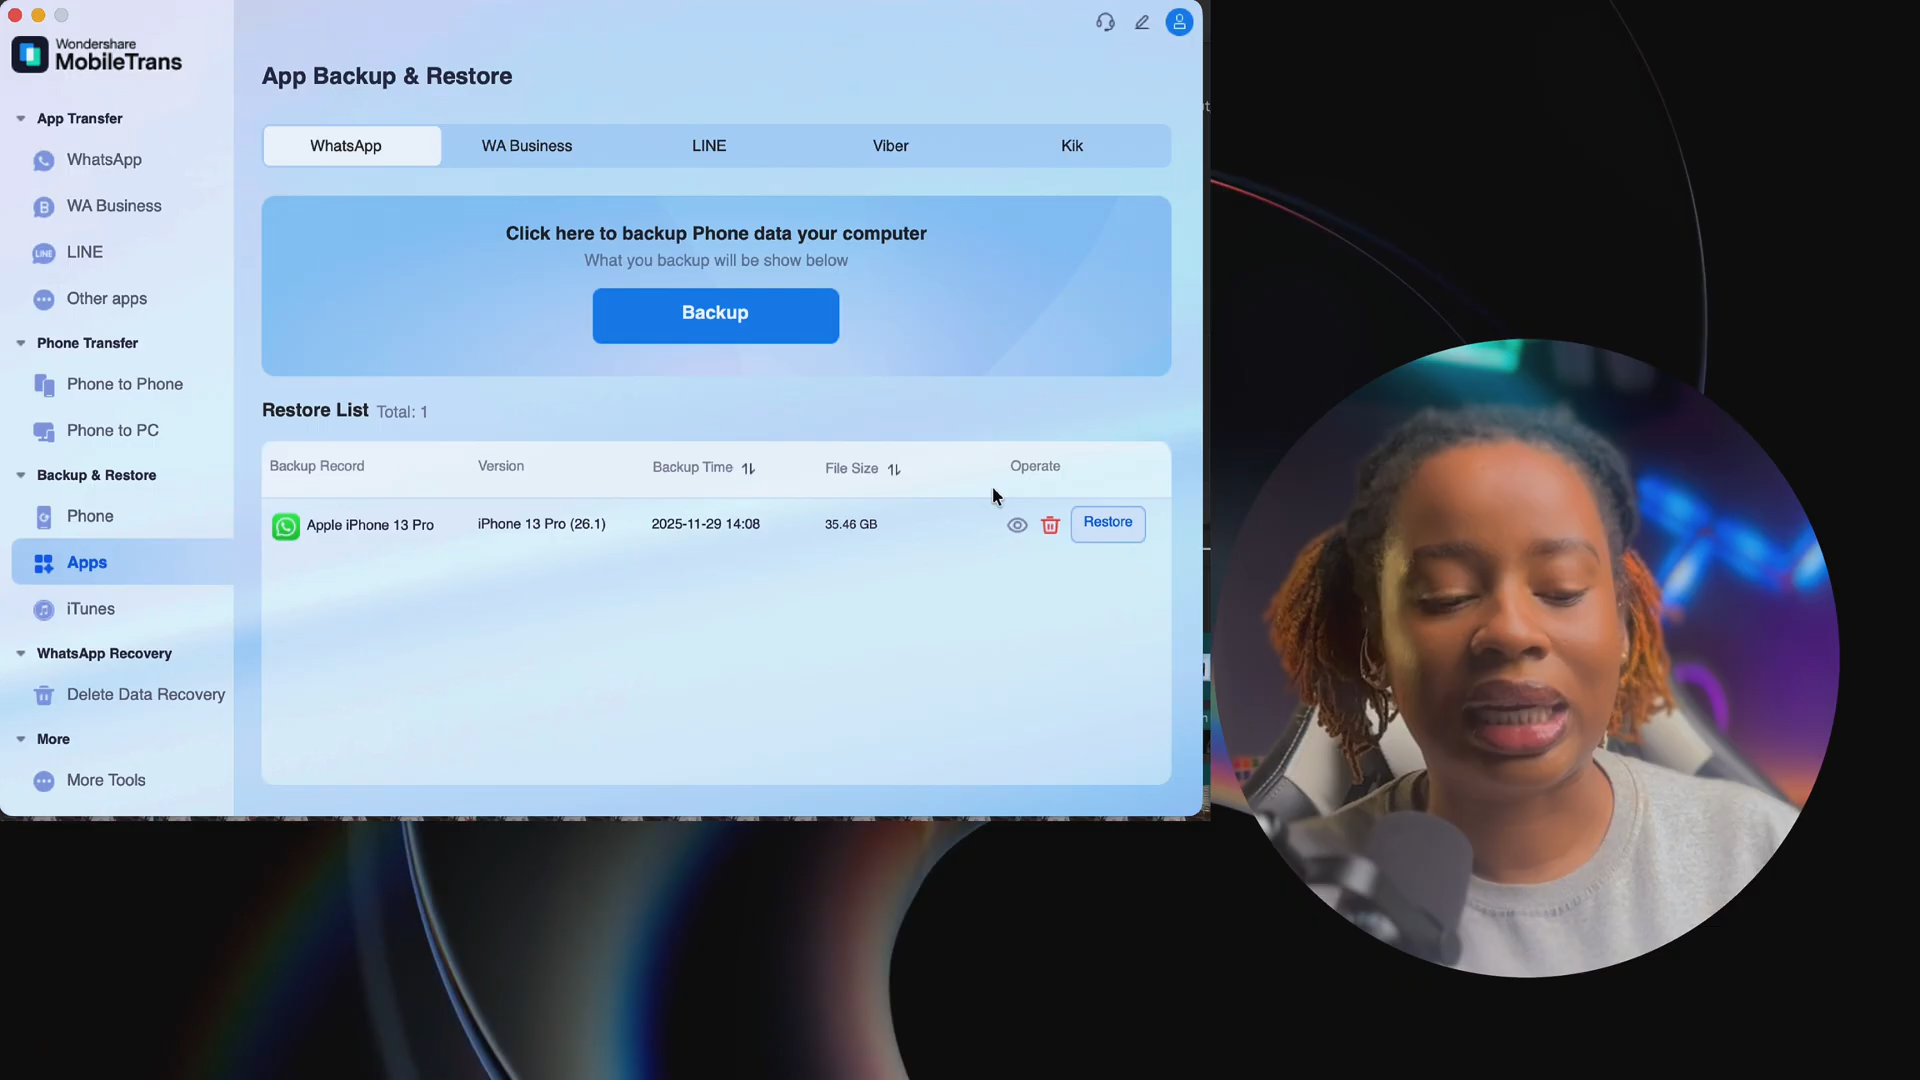 Wondershare
MobileTrans
App Transfer
WhatsApp
WA Business
LINE
Other apps
Phone Transfer
Phone to Phone
Phone to PC
Backup & Restore
Phone
Apps
iTunes
WhatsApp Recovery
Delete Data Recovery
More
More Tools
App Backup & Restore
WhatsApp WA Business LINE Viber Kik
Click here to backup Phone data your computer
What you backup will be show below
Backup
Restore List Total: 1
Backup Record Version Backup Time File Size Operate
Apple iPhone 13 Pro iPhone 13 Pro (26.1) 2025-11-29 14:08 35.46 GB Restore